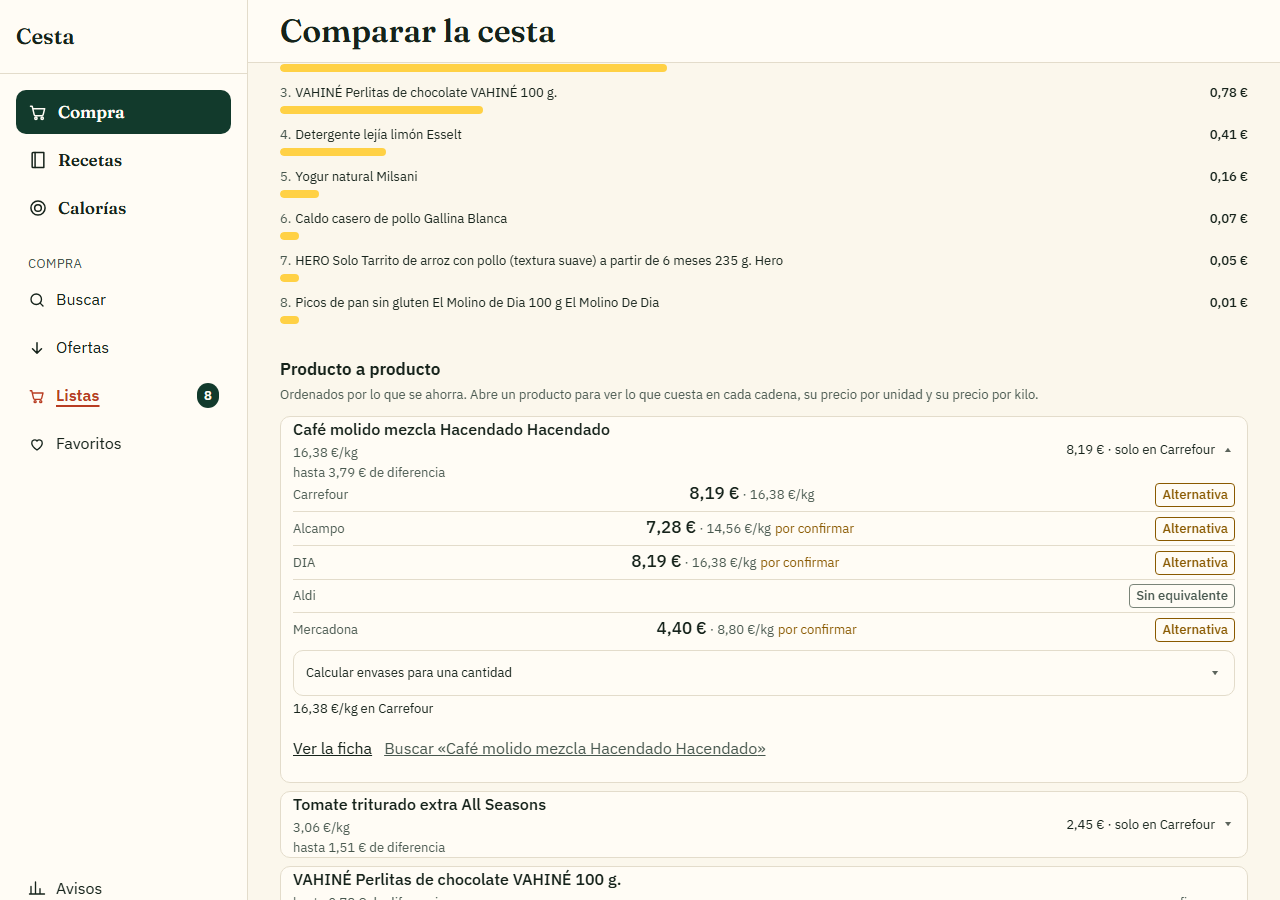 Cesta
Comparar la cesta
Compra
Recetas
Calorías
COMPRA
Buscar
Ofertas
Listas 8
Favoritos
Avisos
3. VAHINÉ Perlitas de chocolate VAHINÉ 100 g. 0,78 €
4. Detergente lejía limón Esselt 0,41 €
5. Yogur natural Milsani 0,16 €
6. Caldo casero de pollo Gallina Blanca 0,07 €
7. HERO Solo Tarrito de arroz con pollo (textura suave) a partir de 6 meses 235 g. Hero 0,05 €
8. Picos de pan sin gluten El Molino de Dia 100 g El Molino De Dia 0,01 €
Producto a producto
Ordenados por lo que se ahorra. Abre un producto para ver lo que cuesta en cada cadena, su precio por unidad y su precio por kilo.
Café molido mezcla Hacendado Hacendado
16,38 €/kg
8,19 € · solo en Carrefour
hasta 3,79 € de diferencia
Carrefour 8,19 € · 16,38 €/kg Alternativa
Alcampo 7,28 € · 14,56 €/kg por confirmar Alternativa
DIA 8,19 € · 16,38 €/kg por confirmar Alternativa
Aldi Sin equivalente
Mercadona 4,40 € · 8,80 €/kg por confirmar Alternativa
Calcular envases para una cantidad
16,38 €/kg en Carrefour
Ver la ficha Buscar «Café molido mezcla Hacendado Hacendado»
Tomate triturado extra All Seasons
3,06 €/kg
2,45 € · solo en Carrefour
hasta 1,51 € de diferencia
VAHINÉ Perlitas de chocolate VAHINÉ 100 g.